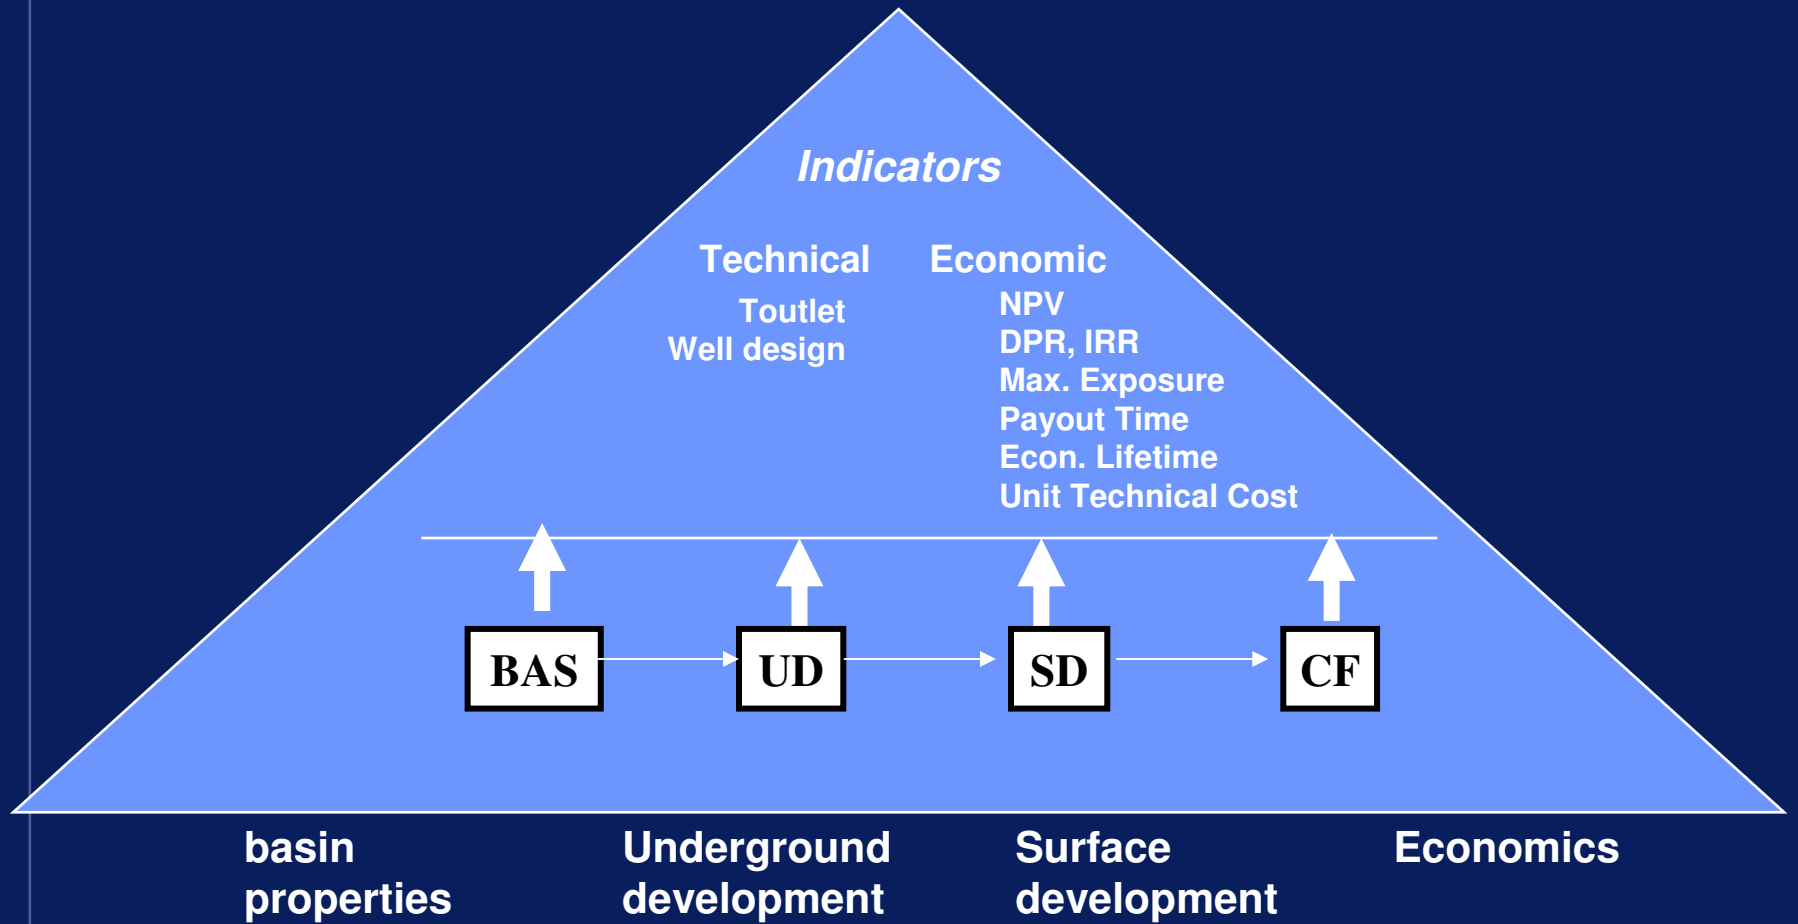 Indicators
Technical
Economic
Toutlet
Well design
NPV
DPR, IRR
Max. Exposure
Payout Time
Econ. Lifetime
Unit Technical Cost
BAS
UD
SD
CF
basin
properties
Underground
development
Surface
development
Economics